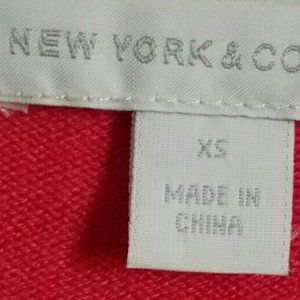 NEW YORK & CO
XS
MADE IN
CHINA